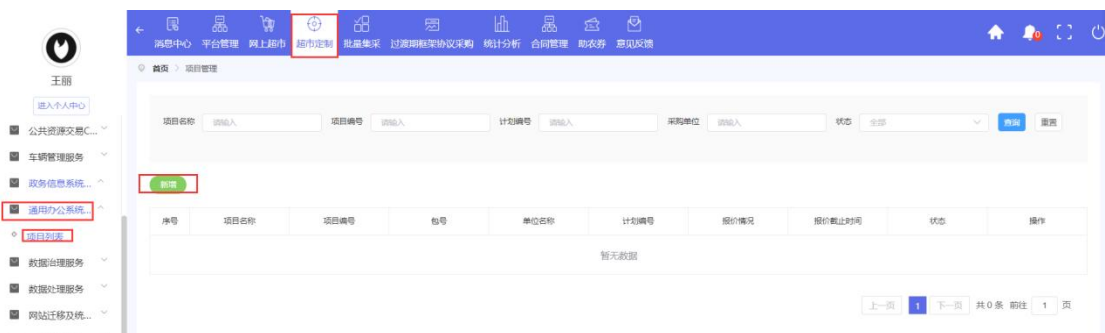 消息中心 平台管理 网上超市 超市定制 批量集采 过渡期框架协议采购 统计分析 合同管理 助农券 意见反馈
首页 > 项目管理
王丽
进入个人中心
公共资源交易C...
车辆管理服务
政务信息系统...
通用办公系统...
项目列表
数据治理服务
数据处理服务
网站迁移及统...
项目名称 请输入 项目编号 请输入 计划编号 请输入 采购单位 请输入 状态 全部 查询 重置
新增
序号 项目名称 项目编号 包号 单位名称 计划编号 报价情况 报价截止时间 状态 操作
暂无数据
上一页 1 下一页 共 0 条 前往 1 页